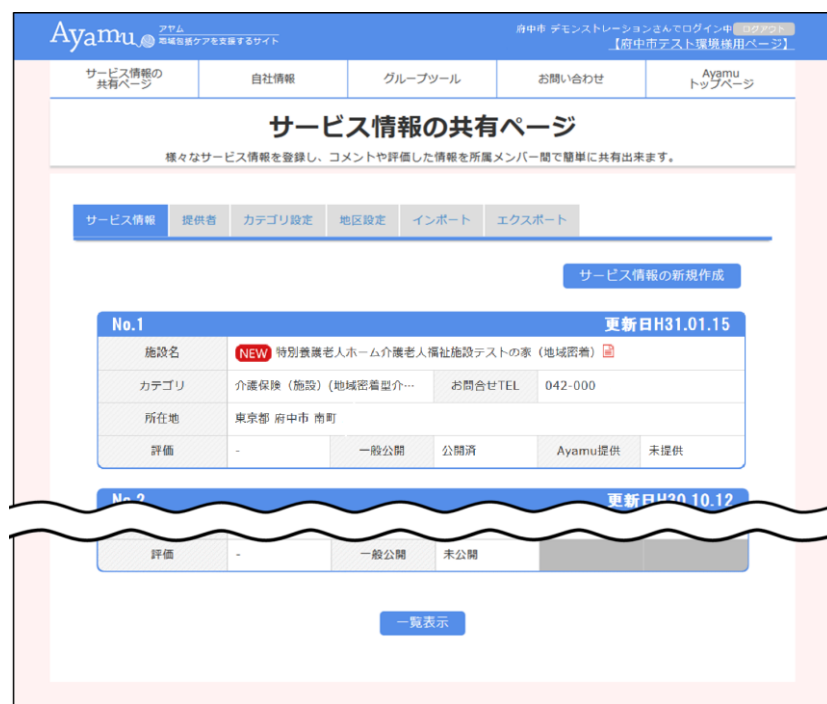 Ayamu アヤム
地域包括ケアを支援するサイト
府中市 デモンストレーションさんでログイン中 ログアウト
【府中市テスト環境様用ページ】
サービス情報の
共有ページ
自社情報
グループツール
お問い合わせ
Ayamu
トップページ
サービス情報の共有ページ
様々なサービス情報を登録し、コメントや評価した情報を所属メンバー間で簡単に共有出来ます。
サービス情報 提供者 カテゴリ設定 地区設定 インポート エクスポート
サービス情報の新規作成
No.1 更新日H31.01.15
施設名 NEW 特別養護老人ホーム介護老人福祉施設テストの家(地域密着)
カテゴリ 介護保険(施設)(地域密着型介… お問合せTEL 042-000
所在地 東京都 府中市 南町
評価 - 一般公開 公開済 Ayamu提供 未提供
No.2 更新日H30.10.12
評価 - 一般公開 未公開
一覧表示